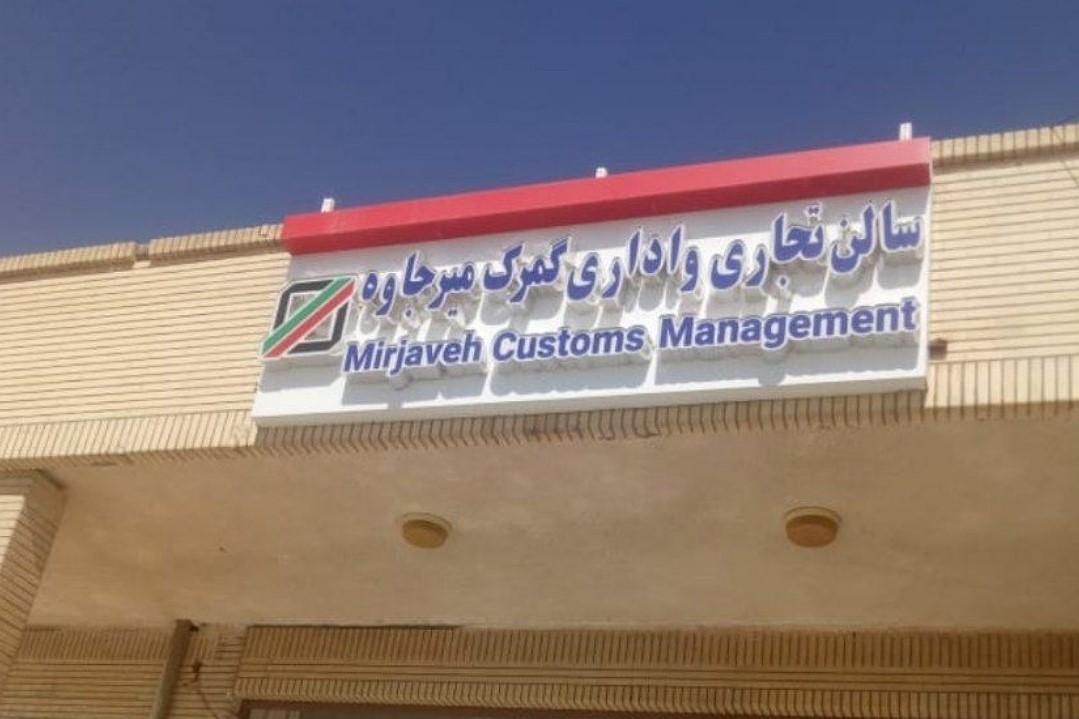 سالن تجاری و اداری گمرک میرجاوه
Mirjaveh Customs Management